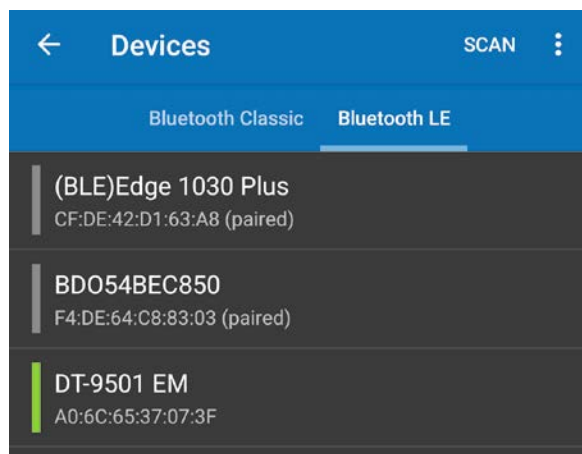 Devices SCAN
Bluetooth Classic Bluetooth LE
(BLE)Edge 1030 Plus
CF:DE:42:D1:63:A8 (paired)
BDO54BEC850
F4:DE:64:C8:83:03 (paired)
DT-9501 EM
A0:6C:65:37:07:3F